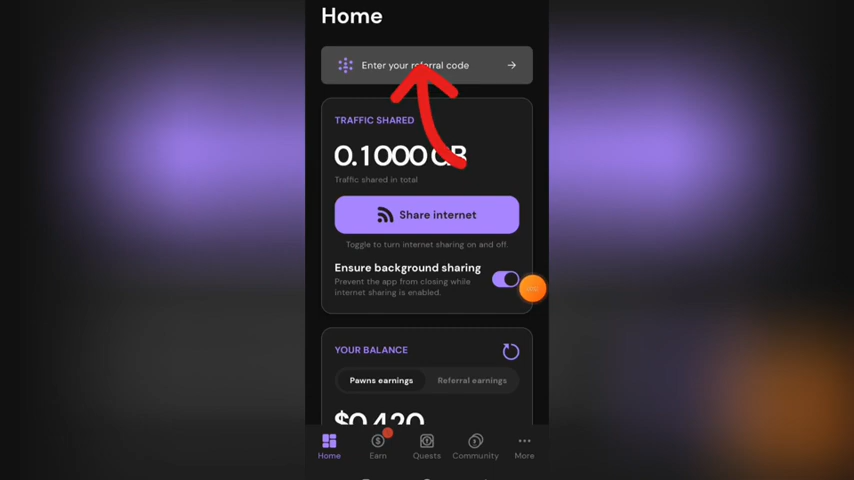 Home
Enter your referral code
TRAFFIC SHARED
0.1000 GB
Traffic shared in total
Share internet
Toggle to turn internet sharing on and off.
Ensure background sharing
Prevent the app from closing while
internet sharing is enabled.
YOUR BALANCE
Pawns earnings Referral earnings
$0.420
Home Earn Quests Community More